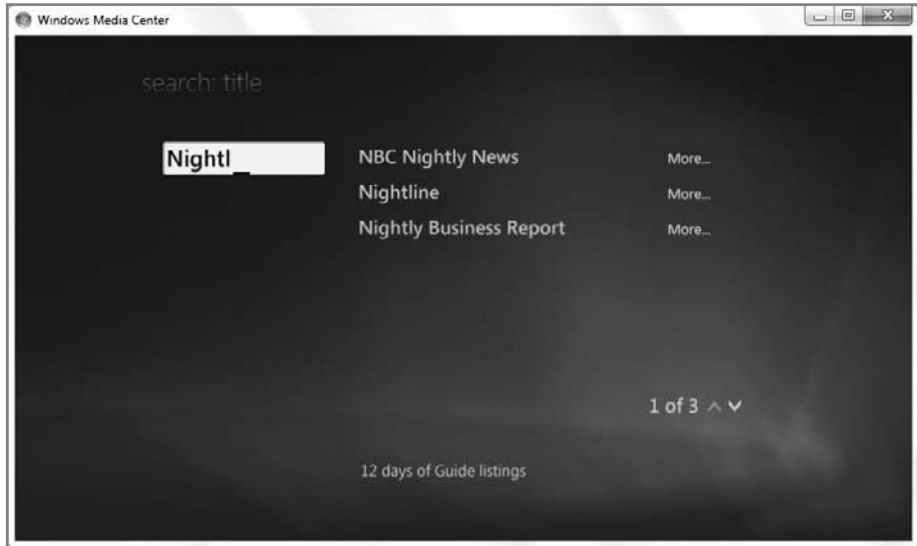 Windows Media Center
search: title
Nightl
NBC Nightly News More...
Nightline More...
Nightly Business Report More...
1 of 3
12 days of Guide listings